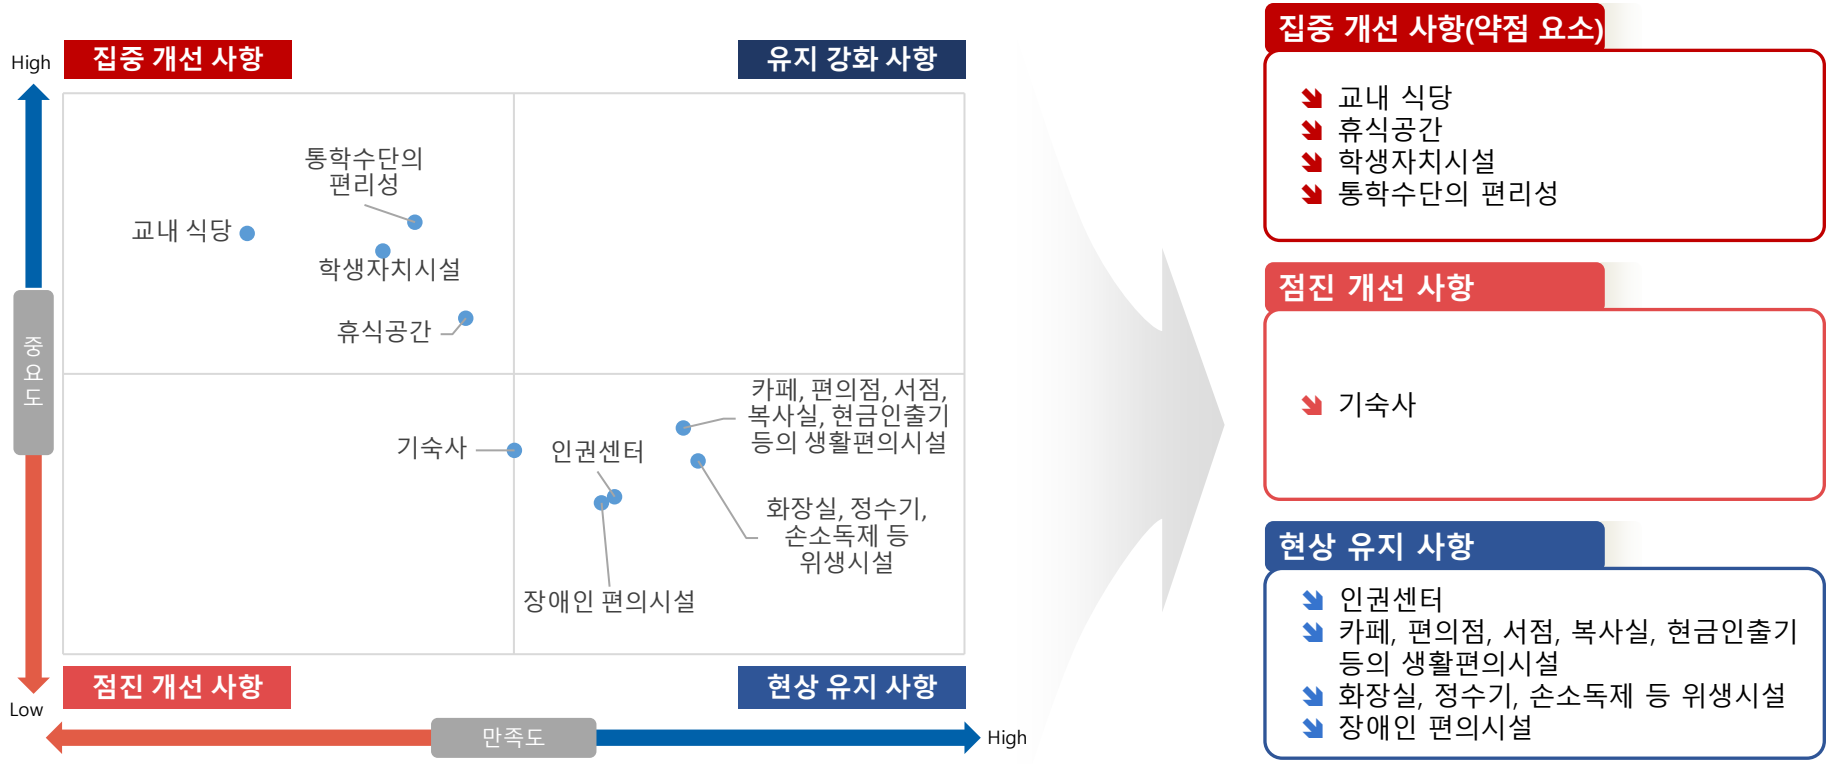 집중 개선 사항
유지 강화 사항
High
통학수단의
편리성
교내 식당
학생자치시설
휴식공간
중요도
카페, 편의점, 서점,
복사실, 현금인출기
등의 생활편의시설
기숙사
인권센터
화장실, 정수기,
손소독제 등
위생시설
장애인 편의시설
점진 개선 사항
현상 유지 사항
Low
만족도
High
집중 개선 사항(약점 요소)
교내 식당
휴식공간
학생자치시설
통학수단의 편리성
점진 개선 사항
기숙사
현상 유지 사항
인권센터
카페, 편의점, 서점, 복사실, 현금인출기
등의 생활편의시설
화장실, 정수기, 손소독제 등 위생시설
장애인 편의시설